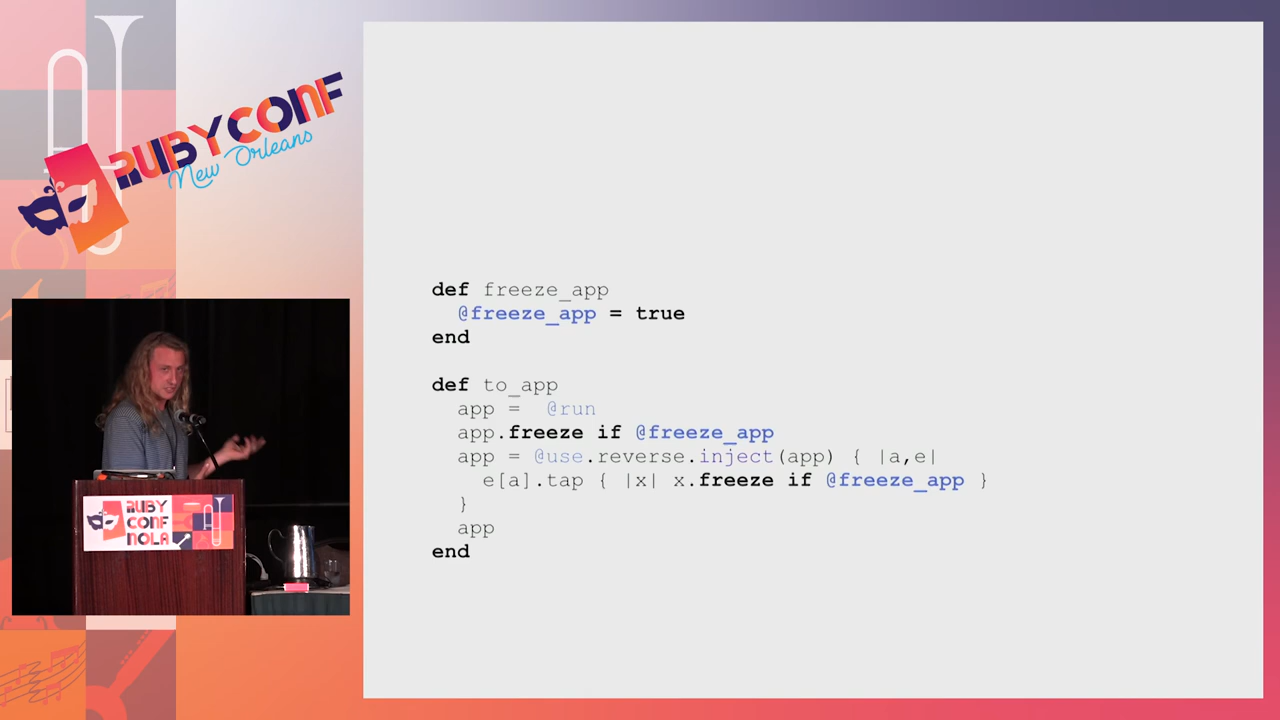 RUBYCONF
New Orleans
def freeze_app
  @freeze_app = true
end
def to_app
  app =  @run
  app.freeze if @freeze_app
  app = @use.reverse.inject(app) { |a,e|
    e[a].tap { |x| x.freeze if @freeze_app }
  }
  app
end
RUBY
CONF
NOLA